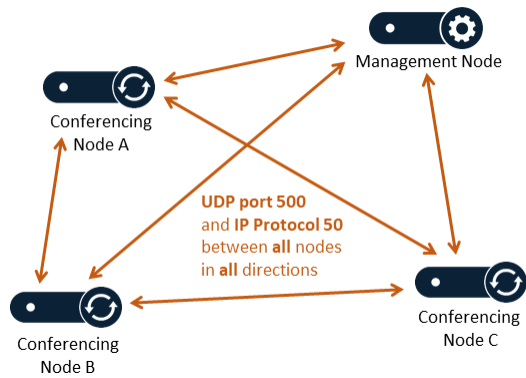 Management Node
Conferencing
Node A
UDP port 500
and IP Protocol 50
between all nodes
in all directions
Conferencing
Node C
Conferencing
Node B